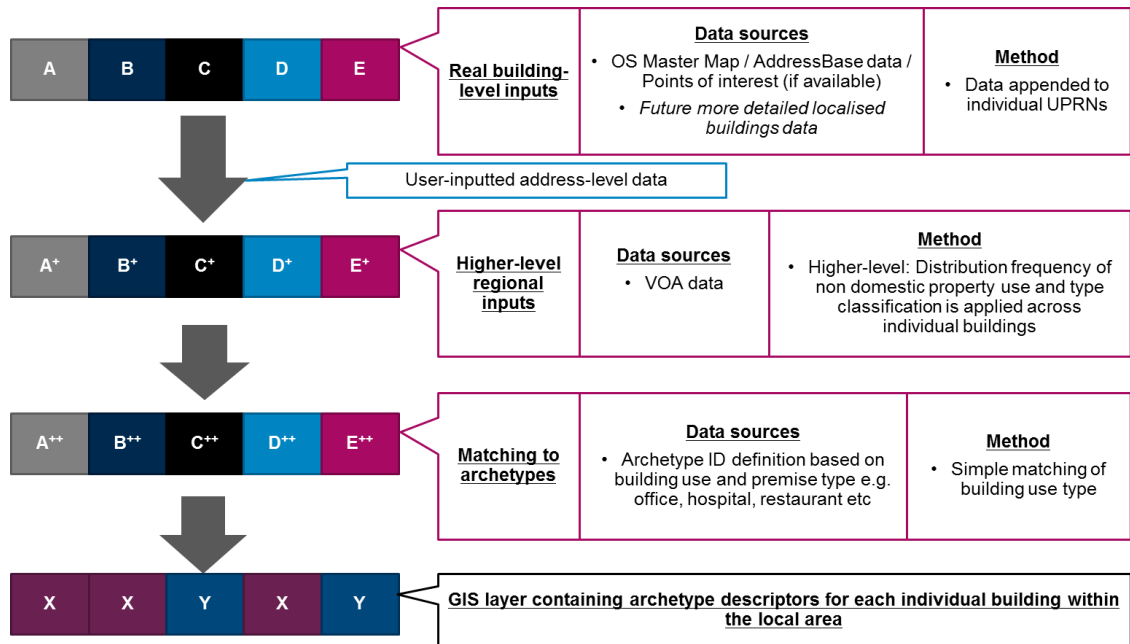 A B C D E
Real building-
level inputs
Data sources
• OS Master Map / AddressBase data /
Points of interest (if available)
• Future more detailed localised
buildings data
Method
• Data appended to
individual UPRNs
User-inputted address-level data
A⁺ B⁺ C⁺ D⁺ E⁺
Higher-level
regional
inputs
Data sources
• VOA data
Method
• Higher-level: Distribution frequency of
non domestic property use and type
classification is applied across
individual buildings
A⁺⁺ B⁺⁺ C⁺⁺ D⁺⁺ E⁺⁺
Matching to
archetypes
Data sources
• Archetype ID definition based on
building use and premise type e.g.
office, hospital, restaurant etc
Method
• Simple matching of
building use type
X X Y X Y
GIS layer containing archetype descriptors for each individual building within
the local area